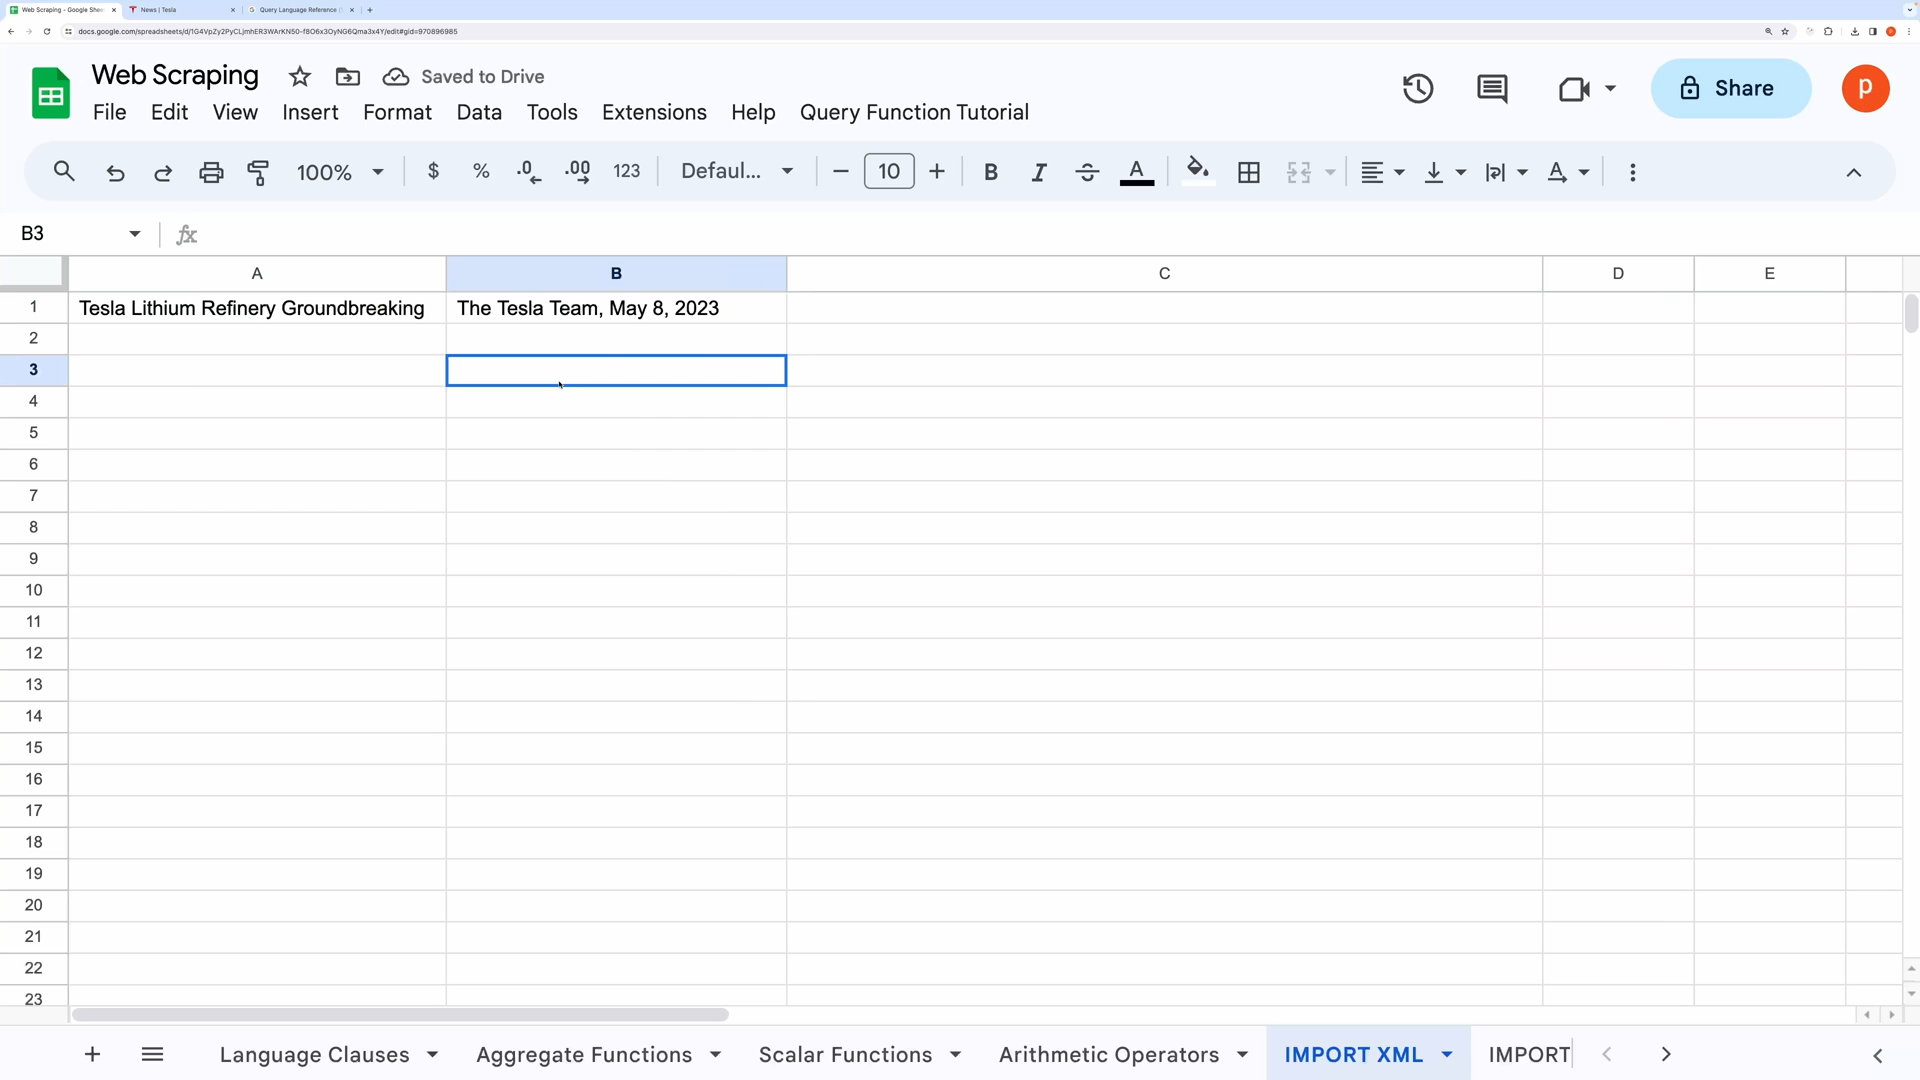 Web Scraping - Google Shee News | Tesla Query Language Reference
docs.google.com/spreadsheets/d/1G4VpZy2PyCLjmhER3WArKN50-f8O6x3OyNG6Qma3x4Y/edit#gid=970896985
Web Scraping Saved to Drive
File Edit View Insert Format Data Tools Extensions Help Query Function Tutorial
Share
p
100% $ % .0 .00 123 Defaul... 10 B I A A
B3 fx
A B C D E
1 Tesla Lithium Refinery Groundbreaking The Tesla Team, May 8, 2023
2
3
4
5
6
7
8
9
10
11
12
13
14
15
16
17
18
19
20
21
22
23
Language Clauses Aggregate Functions Scalar Functions Arithmetic Operators IMPORT XML IMPORT